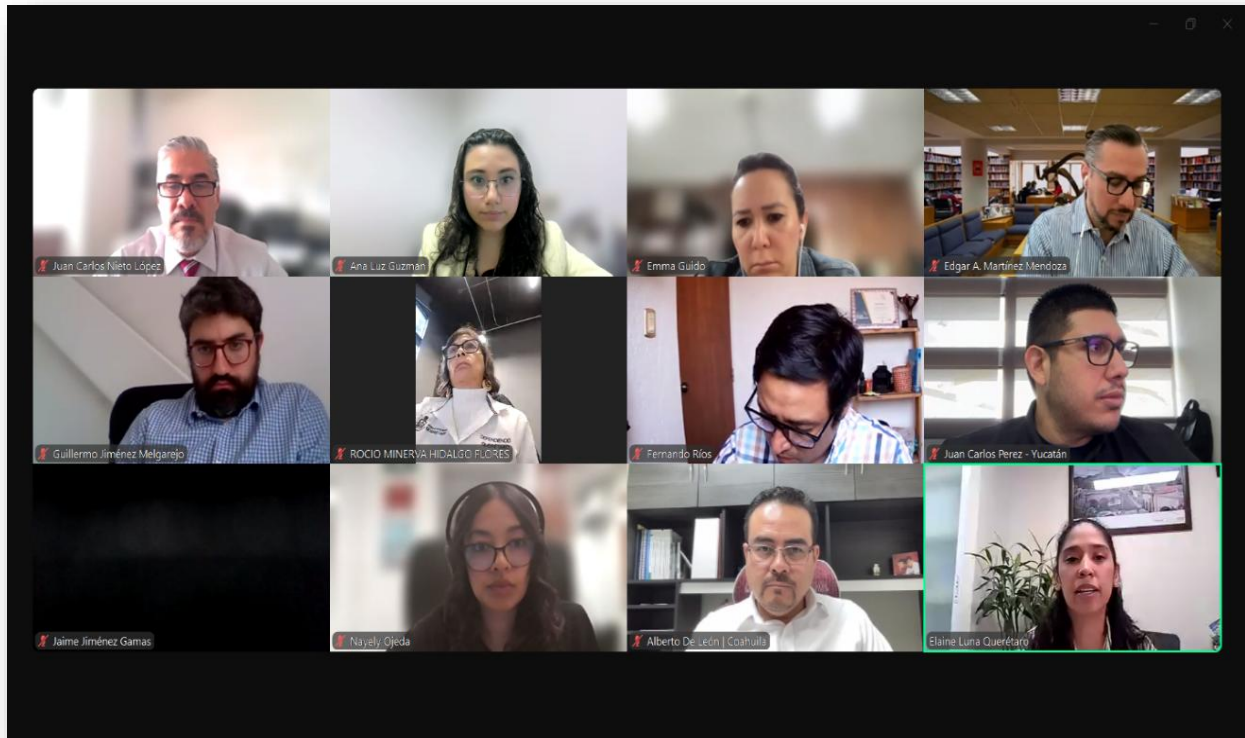 Juan Carlos Nieto López
Ana Luz Guzmán
Emma Guido
Edgar A. Martínez Mendoza
Guillermo Jiménez Melgarejo
ROCIO MINERVA HIDALGO FLORES
Fernando Ríos
Juan Carlos Perez - Yucatán
Jaime Jiménez Gamas
Nayely Ojeda
Alberto De León | Coahuila
Elaine Luna Querétaro